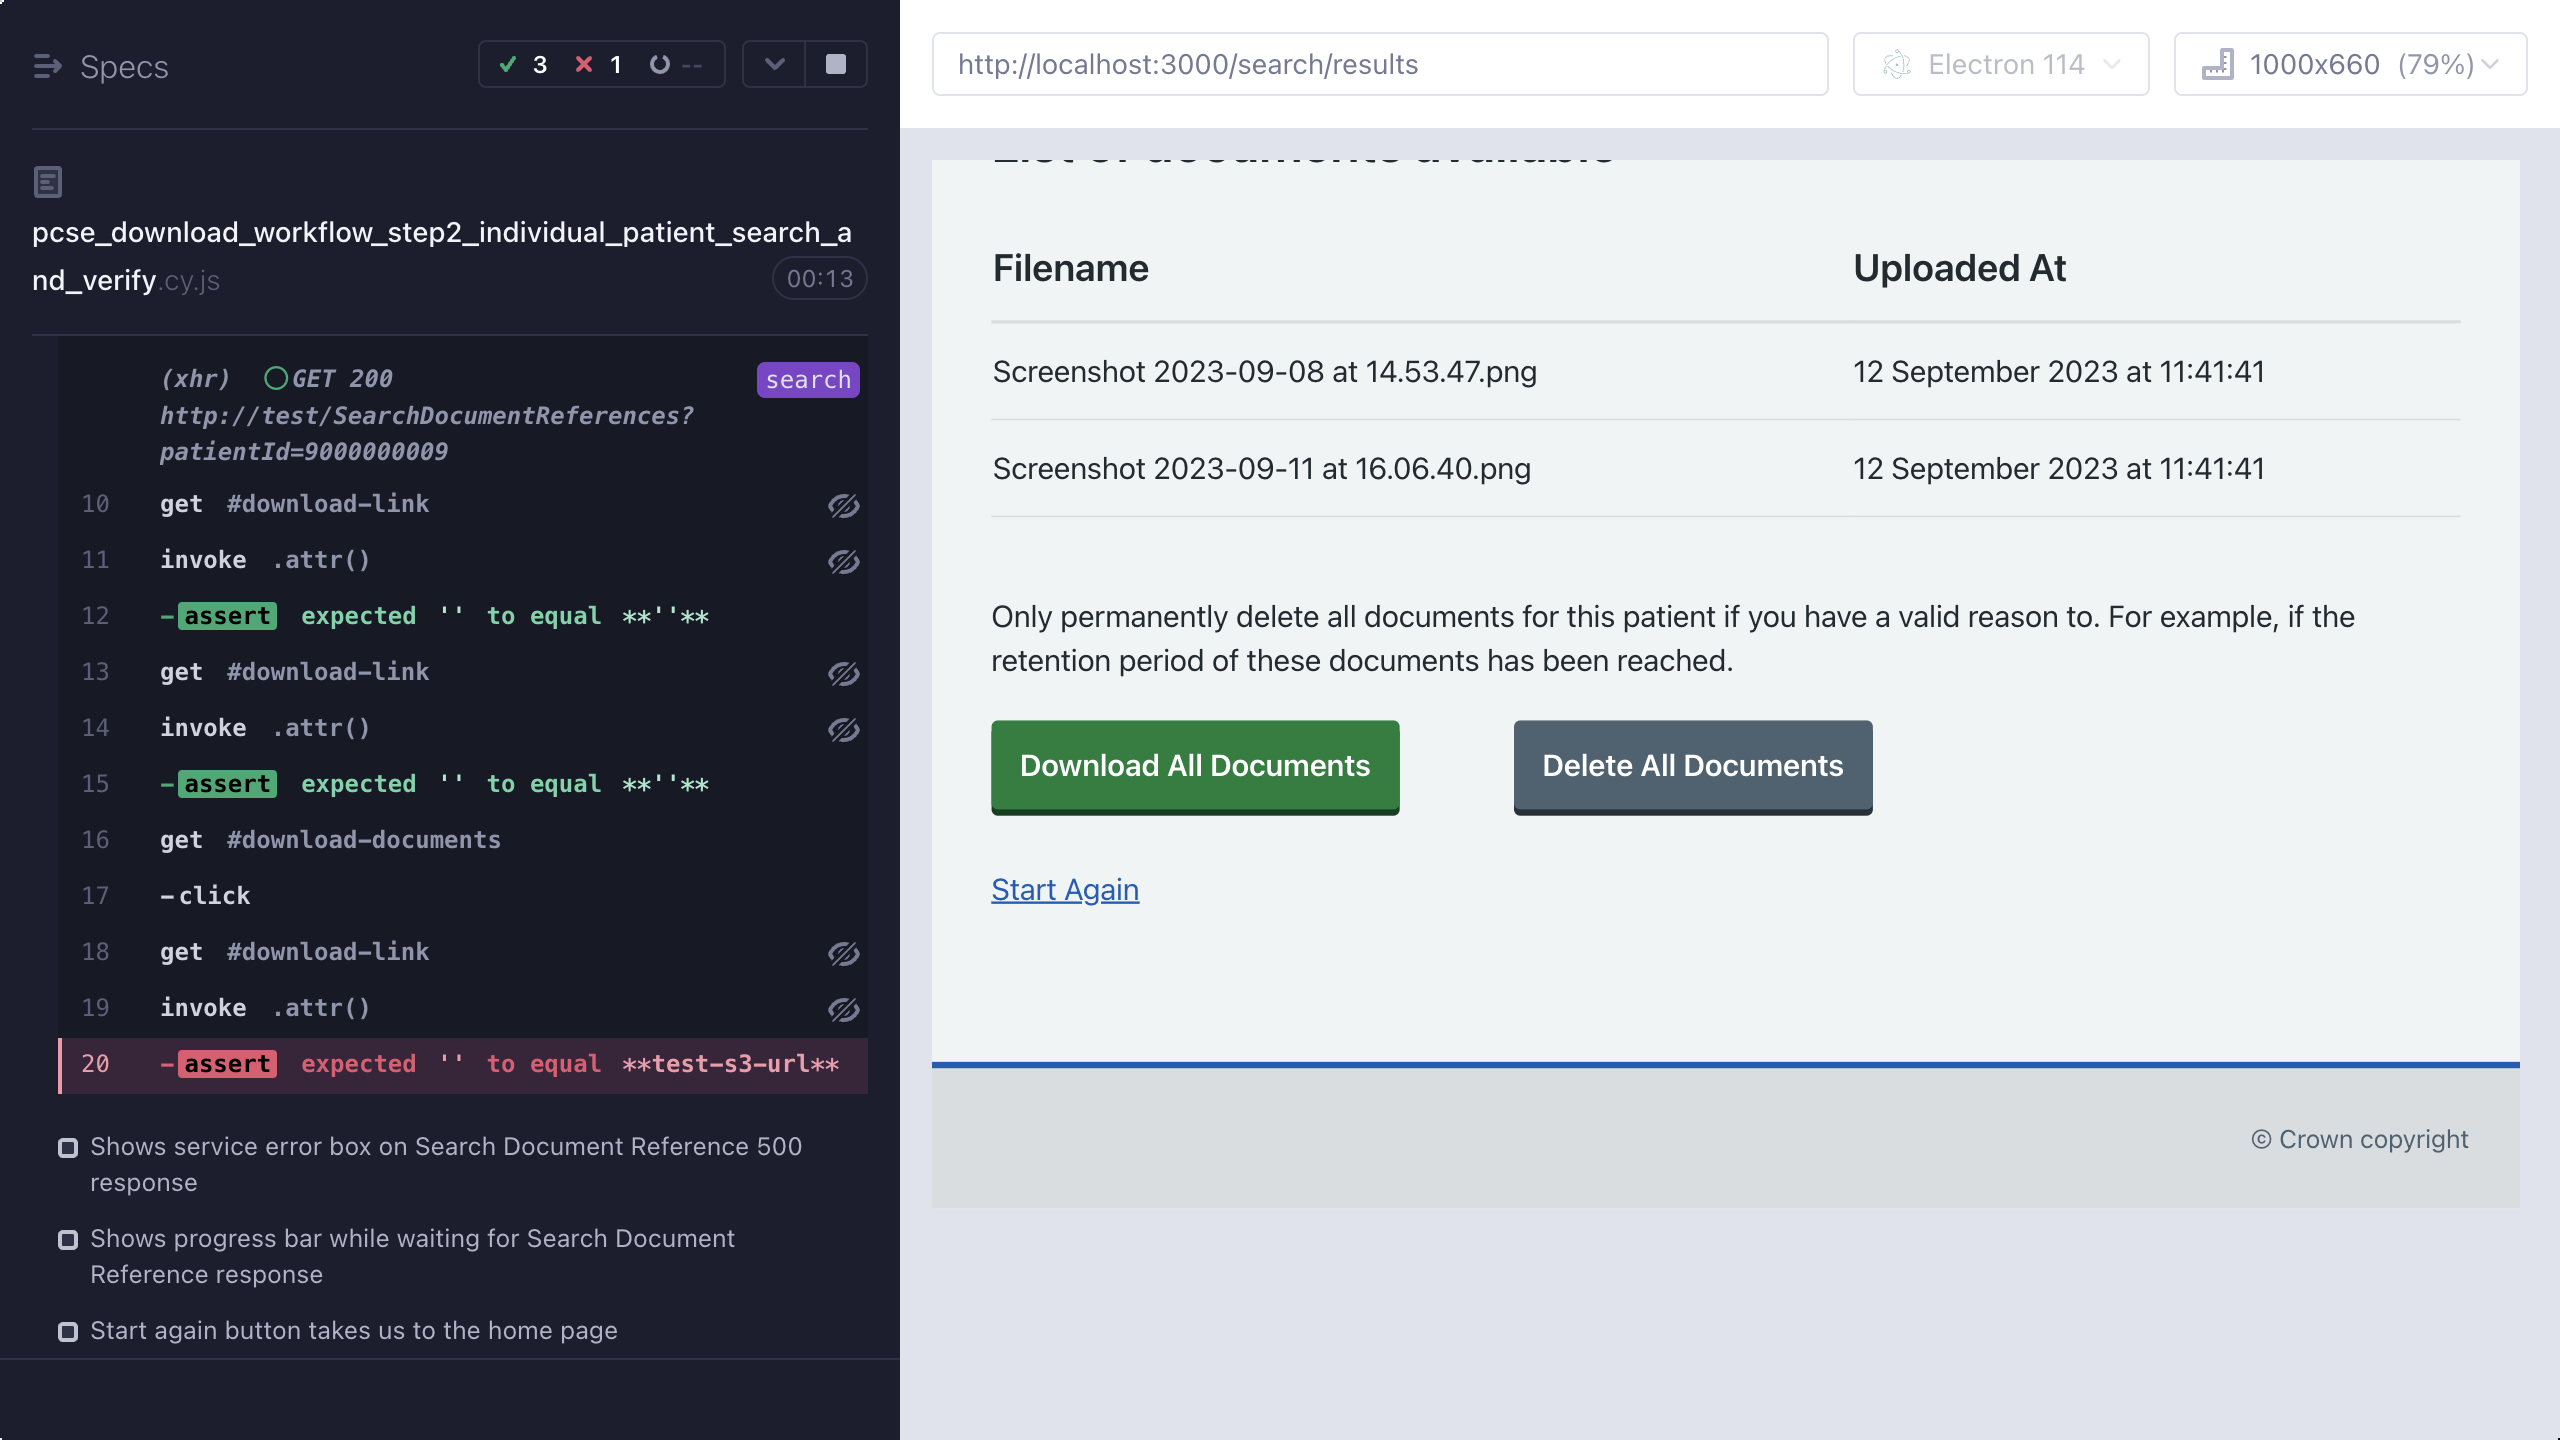 Specs
3 1 --
pcse_download_workflow_step2_individual_patient_search_a
nd_verify.cy.js
00:13
(xhr) GET 200
search
http://test/SearchDocumentReferences?
patientId=9000000009
10 get #download-link
11 invoke .attr()
12 -assert expected '' to equal **''**
13 get #download-link
14 invoke .attr()
15 -assert expected '' to equal **''**
16 get #download-documents
17 -click
18 get #download-link
19 invoke .attr()
20 -assert expected '' to equal **test-s3-url**
Shows service error box on Search Document Reference 500
response
Shows progress bar while waiting for Search Document
Reference response
Start again button takes us to the home page
http://localhost:3000/search/results
Electron 114
1000x660 (79%)
List of documents available
Filename Uploaded At
Screenshot 2023-09-08 at 14.53.47.png 12 September 2023 at 11:41:41
Screenshot 2023-09-11 at 16.06.40.png 12 September 2023 at 11:41:41
Only permanently delete all documents for this patient if you have a valid reason to. For example, if the
retention period of these documents has been reached.
Download All Documents
Delete All Documents
Start Again
© Crown copyright